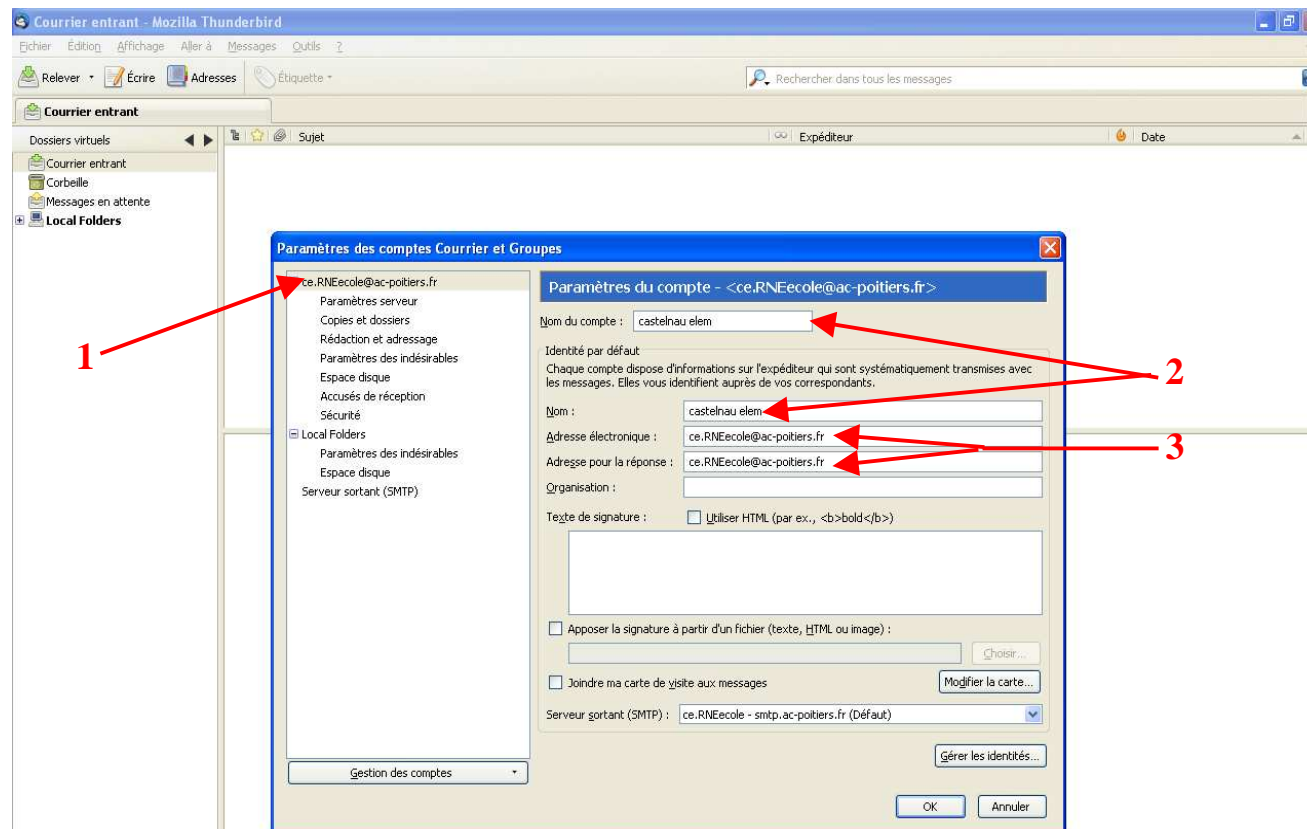 Courrier entrant - Mozilla Thunderbird
Fichier Édition Affichage Aller à Messages Outils ?
Relever Écrire Adresses Étiquette Rechercher dans tous les messages
Courrier entrant
Dossiers virtuels Sujet Expéditeur Date
Courrier entrant
Corbeille
Messages en attente
Local Folders
Paramètres des comptes Courrier et Groupes
ce.RNEecole@ac-poitiers.fr
Paramètres serveur
Copies et dossiers
Rédaction et adressage
Paramètres des indésirables
Espace disque
Accusés de réception
Sécurité
Local Folders
Paramètres des indésirables
Espace disque
Serveur sortant (SMTP)
Gestion des comptes
Paramètres du compte - <ce.RNEecole@ac-poitiers.fr>
Nom du compte : castelnau elem
Identité par défaut
Chaque compte dispose d'informations sur l'expéditeur qui sont systématiquement transmises avec
les messages. Elles vous identifient auprès de vos correspondants.
Nom : castelnau elem
Adresse électronique : ce.RNEecole@ac-poitiers.fr
Adresse pour la réponse : ce.RNEecole@ac-poitiers.fr
Organisation :
Texte de signature : Utiliser HTML (par ex., <b>bold</b>)
Apposer la signature à partir d'un fichier (texte, HTML ou image) :
Choisir...
Joindre ma carte de visite aux messages Modifier la carte...
Serveur sortant (SMTP) : ce.RNEecole - smtp.ac-poitiers.fr (Défaut)
Gérer les identités...
OK Annuler
1
2
3